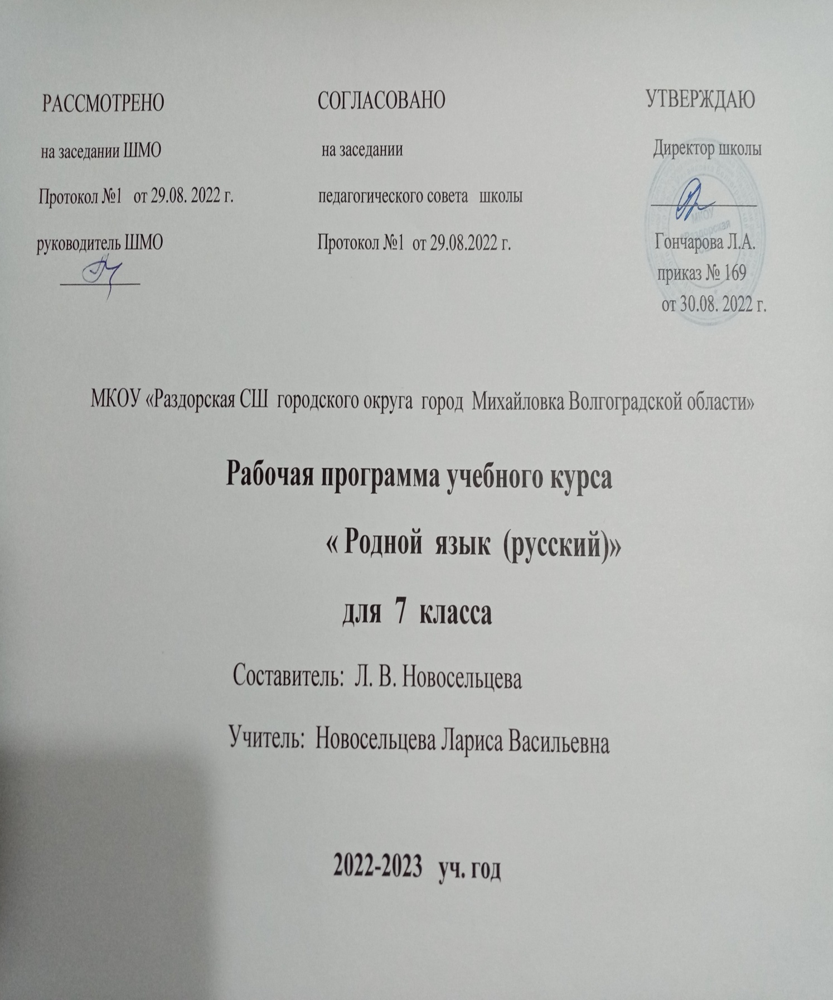 РАССМОТРЕНО
на заседании ШМО
Протокол №1 от 29.08. 2022 г.
руководитель ШМО
СОГЛАСОВАНО
на заседании
педагогического совета школы
Протокол №1 от 29.08.2022 г.
УТВЕРЖДАЮ
Директор школы
МКОУ
Гончарова Л.А.
приказ № 169
от 30.08. 2022 г.
МКОУ «Раздорская СШ городского округа город Михайловка Волгоградской области»
Рабочая программа учебного курса
« Родной язык (русский)»
для 7 класса
Составитель: Л. В. Новосельцева
Учитель: Новосельцева Лариса Васильевна
2022-2023 уч. год